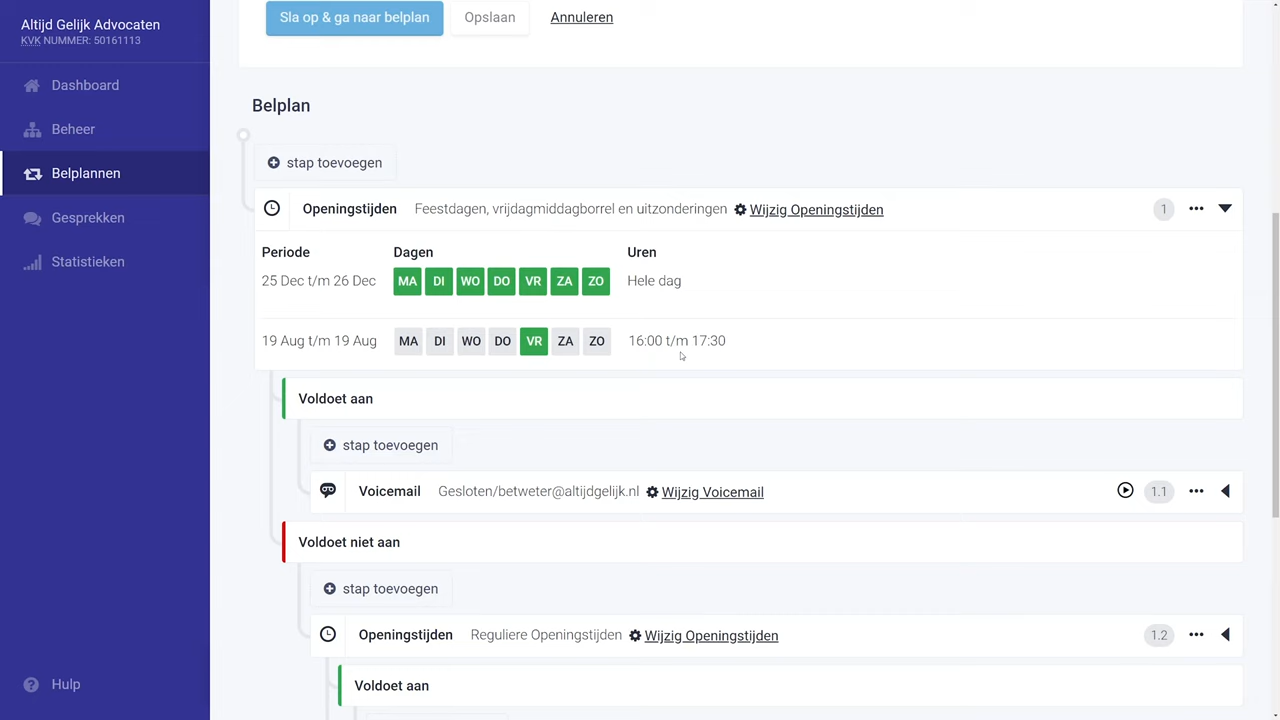 Altijd Gelijk Advocaten
KVK NUMMER: 50161113
Dashboard
Beheer
Belplannen
Gesprekken
Statistieken
Hulp
Sla op & ga naar belplan Opslaan Annuleren
Belplan
stap toevoegen
Openingstijden Feestdagen, vrijdagmiddagborrel en uitzonderingen Wijzig Openingstijden 1
Periode Dagen Uren
25 Dec t/m 26 Dec MA DI WO DO VR ZA ZO Hele dag
19 Aug t/m 19 Aug MA DI WO DO VR ZA ZO 16:00 t/m 17:30
Voldoet aan
stap toevoegen
Voicemail Gesloten/betweter@altijdgelijk.nl Wijzig Voicemail 1.1
Voldoet niet aan
stap toevoegen
Openingstijden Reguliere Openingstijden Wijzig Openingstijden 1.2
Voldoet aan